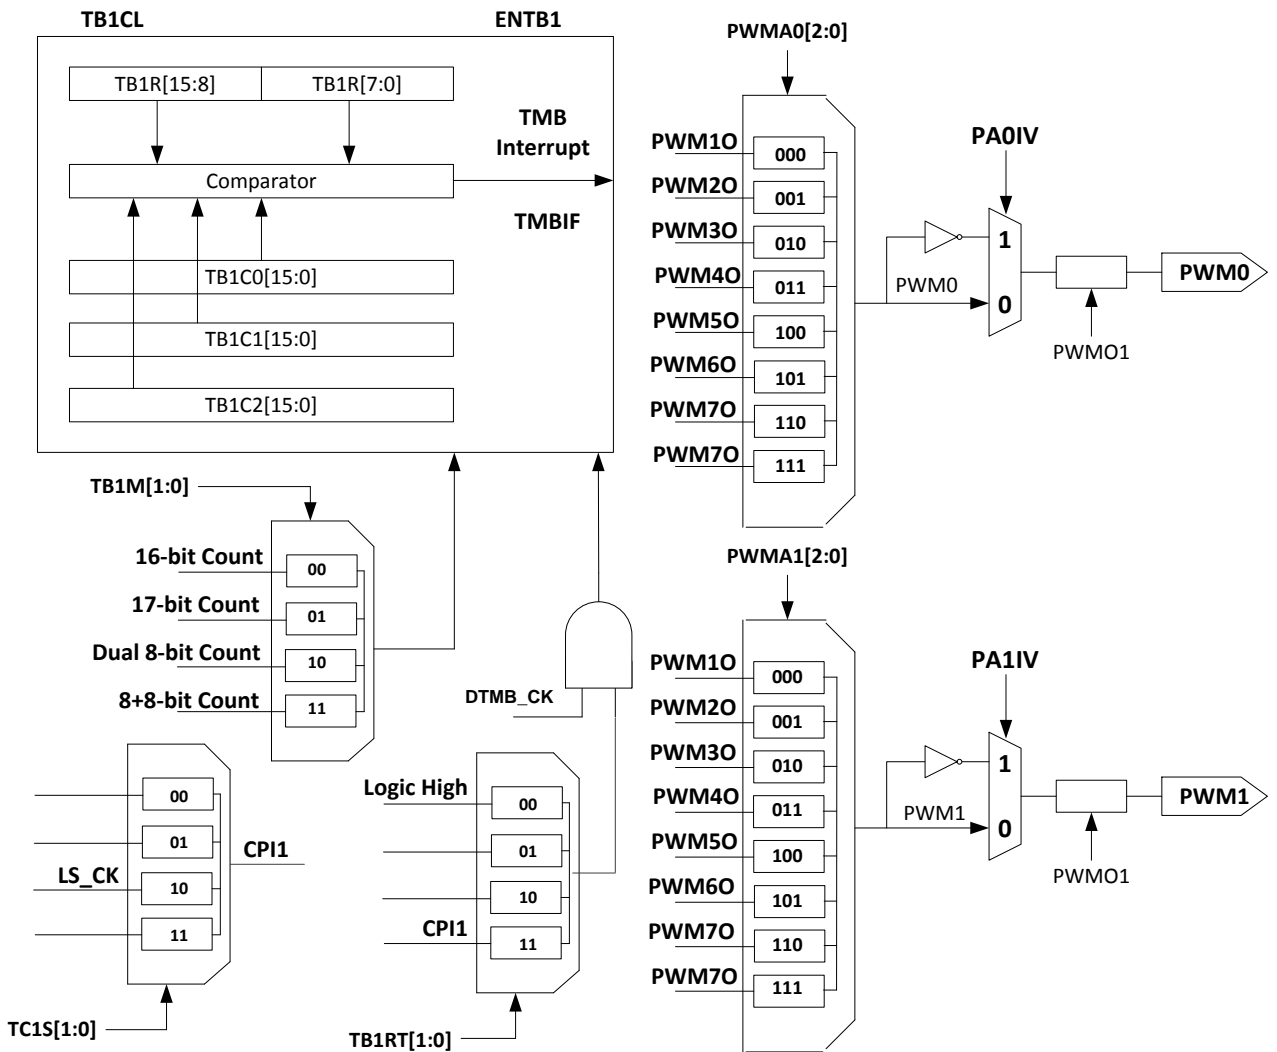 TB1CL
ENTB1
TB1R[15:8]
TB1R[7:0]
TMB
Interrupt
Comparator
TMBIF
TB1C0[15:0]
TB1C1[15:0]
TB1C2[15:0]
TB1M[1:0]
16-bit Count
00
17-bit Count
01
Dual 8-bit Count
10
8+8-bit Count
11
DTMB_CK
00
01
CPI1
LS_CK
10
11
TC1S[1:0]
Logic High
00
01
10
CPI1
11
TB1RT[1:0]
PWMA0[2:0]
PWM1O
000
PWM2O
001
PWM3O
010
PWM4O
011
PWM5O
100
PWM6O
101
PWM7O
110
PWM7O
111
PA0IV
1
PWM0
0
PWM0
PWMO1
PWMA1[2:0]
PWM1O
000
PWM2O
001
PWM3O
010
PWM4O
011
PWM5O
100
PWM6O
101
PWM7O
110
PWM7O
111
PA1IV
1
PWM1
0
PWM1
PWMO1